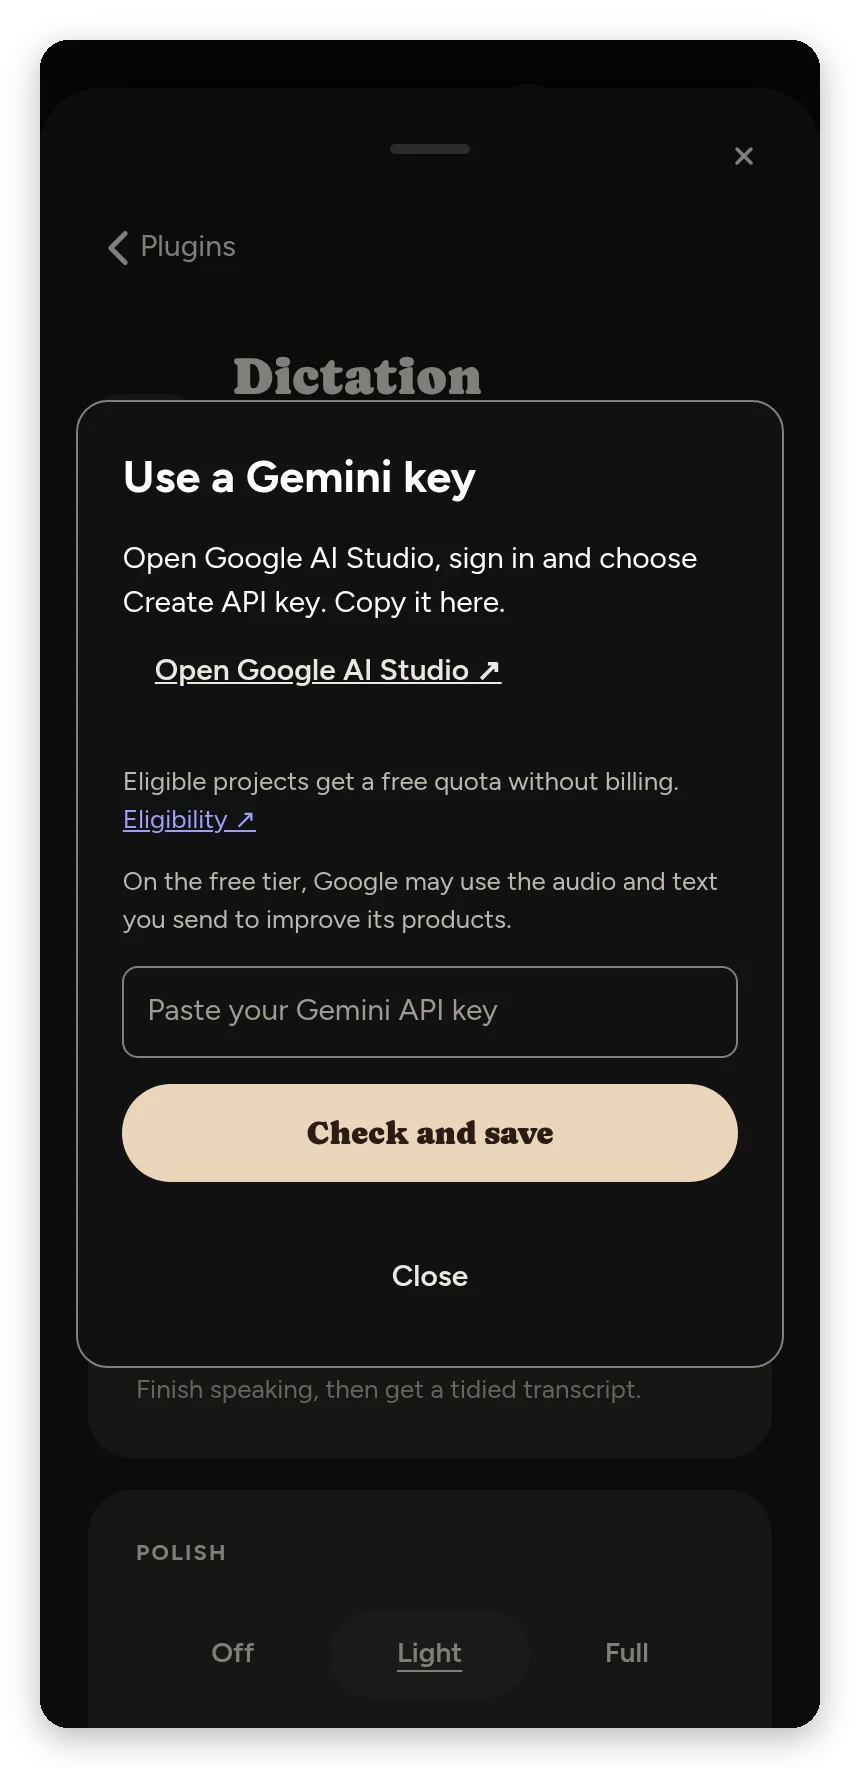 Plugins
Dictation
Use a Gemini key
Open Google AI Studio, sign in and choose
Create API key. Copy it here.
Open Google AI Studio ↗
Eligible projects get a free quota without billing.
Eligibility ↗
On the free tier, Google may use the audio and text
you send to improve its products.
Paste your Gemini API key
Check and save
Close
Finish speaking, then get a tidied transcript.
POLISH
Off Light Full